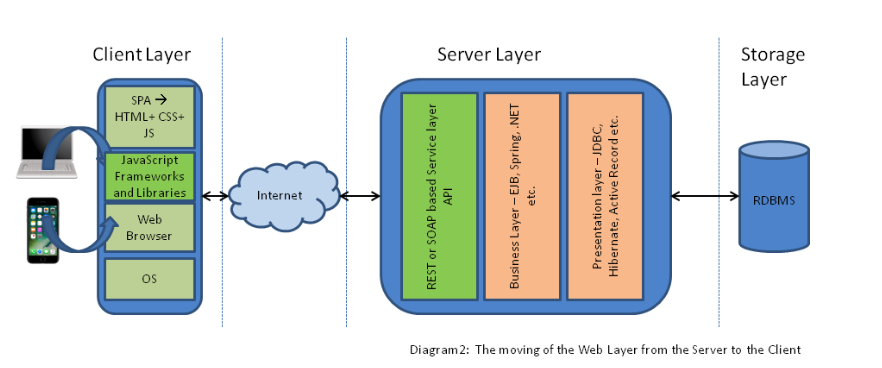 Client Layer
Server Layer
Storage
Layer
SPA →
HTML+ CSS+
JS
JavaScript
Frameworks
and Libraries
Web
Browser
OS
Internet
REST or SOAP based Service layer
API
Business Layer – EJB, Spring, .NET
etc.
Presentation layer – JDBC,
Hibernate, Active Record etc.
RDBMS
Diagram2: The moving of the Web Layer from the Server to the Client